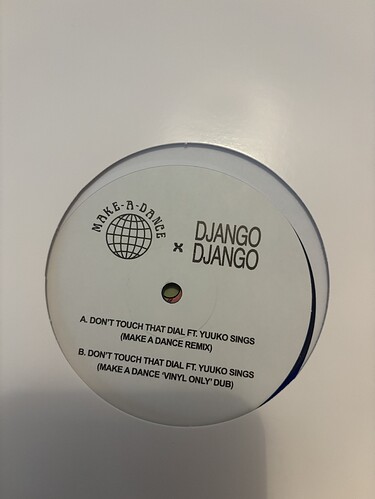 MAKE-A-DANCE
x
DJANGO
DJANGO
A. DON'T TOUCH THAT DIAL FT. YUUKO SINGS
(MAKE A DANCE REMIX)
B. DON'T TOUCH THAT DIAL FT. YUUKO SINGS
(MAKE A DANCE 'VINYL ONLY' DUB)